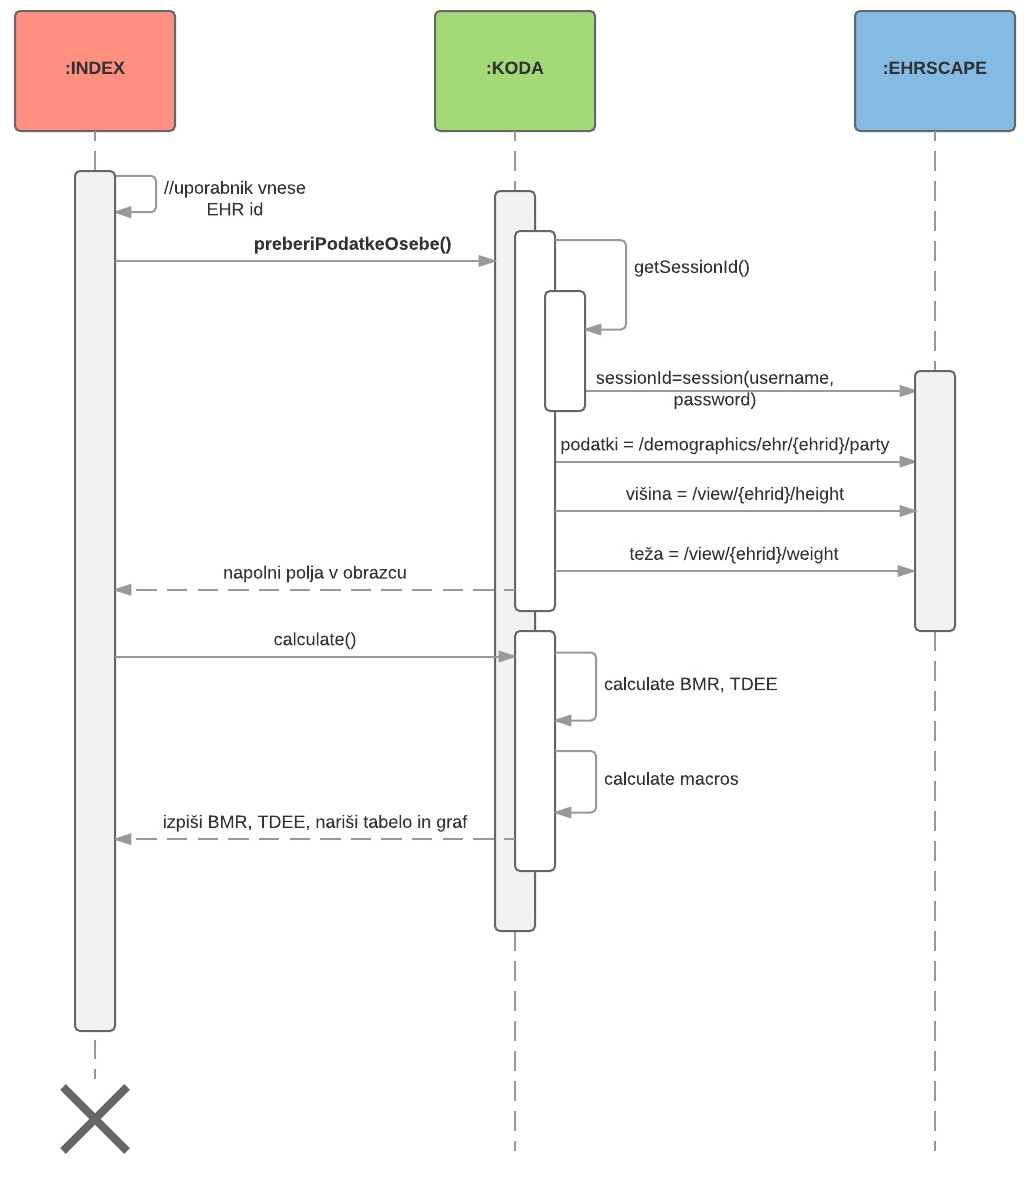 :INDEX
:KODA
:EHRSCAPE
//uporabnik vnese
EHR id
preberiPodatkeOsebe()
getSessionId()
sessionId=session(username,
password)
podatki = /demographics/ehr/{ehrid}/party
višina = /view/{ehrid}/height
teža = /view/{ehrid}/weight
napolni polja v obrazcu
calculate()
calculate BMR, TDEE
calculate macros
izpiši BMR, TDEE, nariši tabelo in graf